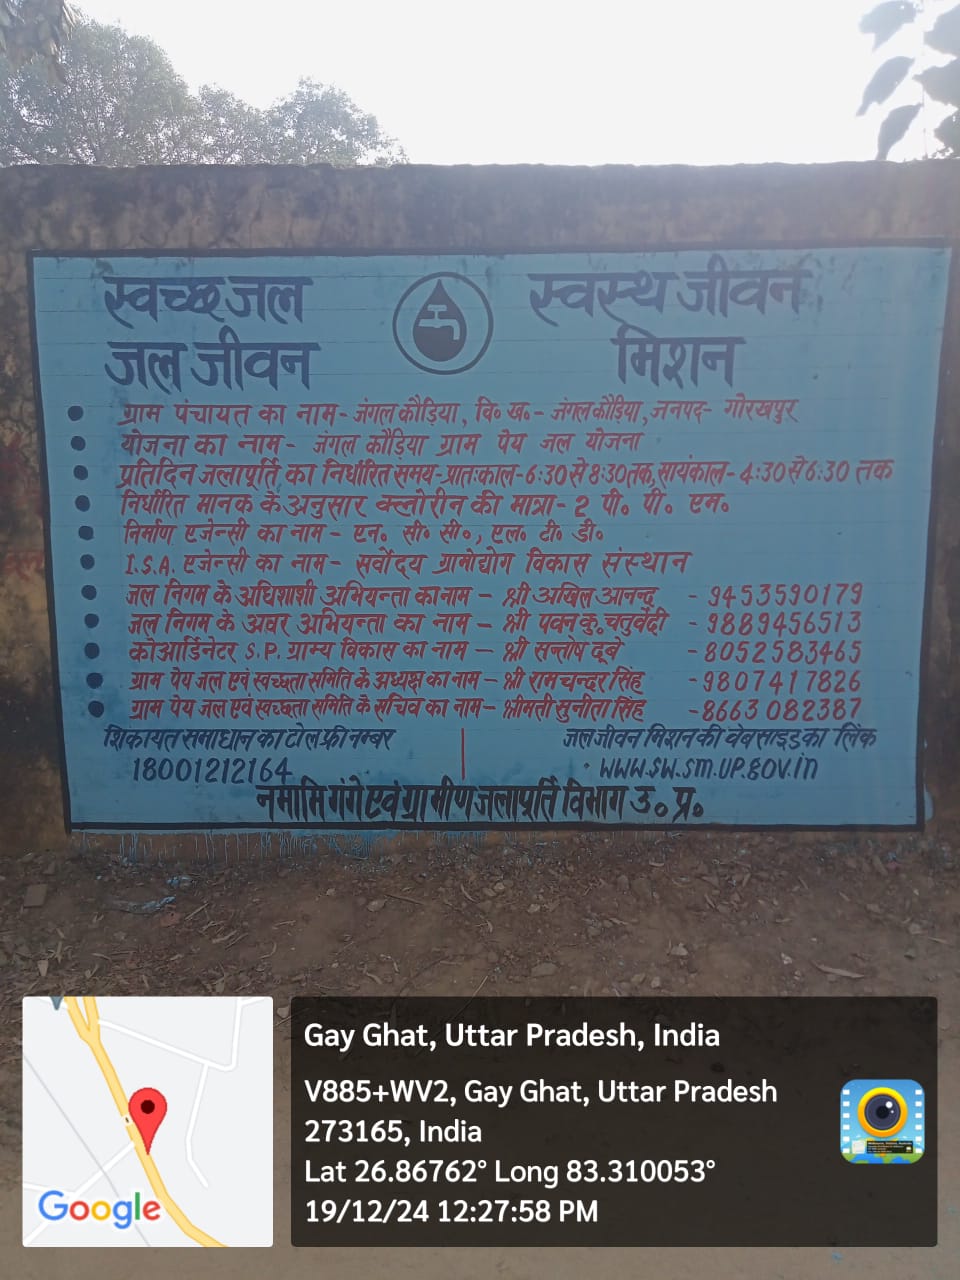 स्वच्छ जल स्वस्थ जीवन
जल जीवन मिशन
ग्राम पंचायत का नाम- जंगल कौड़िया, वि० ख०- जंगल कौड़िया, जनपद- गोरखपुर
योजना का नाम- जंगल कौड़िया ग्राम पेय जल योजना
प्रतिदिन जलापूर्ति का निर्धारित समय-प्रातःकाल-6:30 से 8:30 तक, सायंकाल-4:30 से 6:30 तक
निर्धारित मानक के अनुसार क्लोरीन की मात्रा- 2 पी० पी० एम०
निर्माण एजेन्सी का नाम- एन० सी० सी०, एल० टी० डी०
I.S.A. एजेन्सी का नाम- सर्वोदय ग्रामोद्योग विकास संस्थान
जल निगम के अधिशाशी अभियन्ता का नाम - श्री अखिल आनन्द - 9453590179
जल निगम के अवर अभियन्ता का नाम - श्री पवन कु० चतुर्वेदी - 9889456513
कोआर्डिनेटर S.P. ग्राम्य विकास का नाम - श्री सन्तोष दूबे - 8052583465
ग्राम पेय जल एवं स्वच्छता समिति के अध्यक्ष का नाम - श्री रामचन्दर सिंह - 9807417826
ग्राम पेय जल एवं स्वच्छता समिति के सचिव का नाम - श्रीमती सुनीता सिंह - 8663082387
शिकायत समाधान का टोल फ्री नम्बर
18001212164
जल जीवन मिशन की वेबसाइड का लिंक
www.sw.sm.up.gov.in
नमामि गंगे एवं ग्रामीण जलापूर्ति विभाग उ० प्र०
Gay Ghat, Uttar Pradesh, India
V885+WV2, Gay Ghat, Uttar Pradesh
273165, India
Lat 26.86762° Long 83.310053°
19/12/24 12:27:58 PM
Google